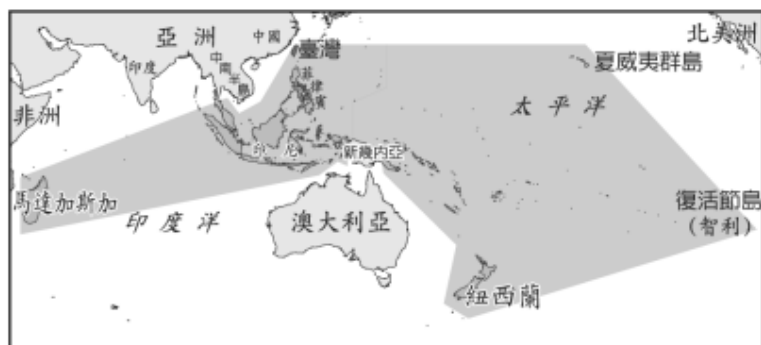 亞洲
中國
北美洲
臺灣
夏威夷群島
印度
中南半島
菲律賓
非洲
太平洋
印尼
新幾內亞
馬達加斯加
印度洋
澳大利亞
復活節島
(智利)
紐西蘭